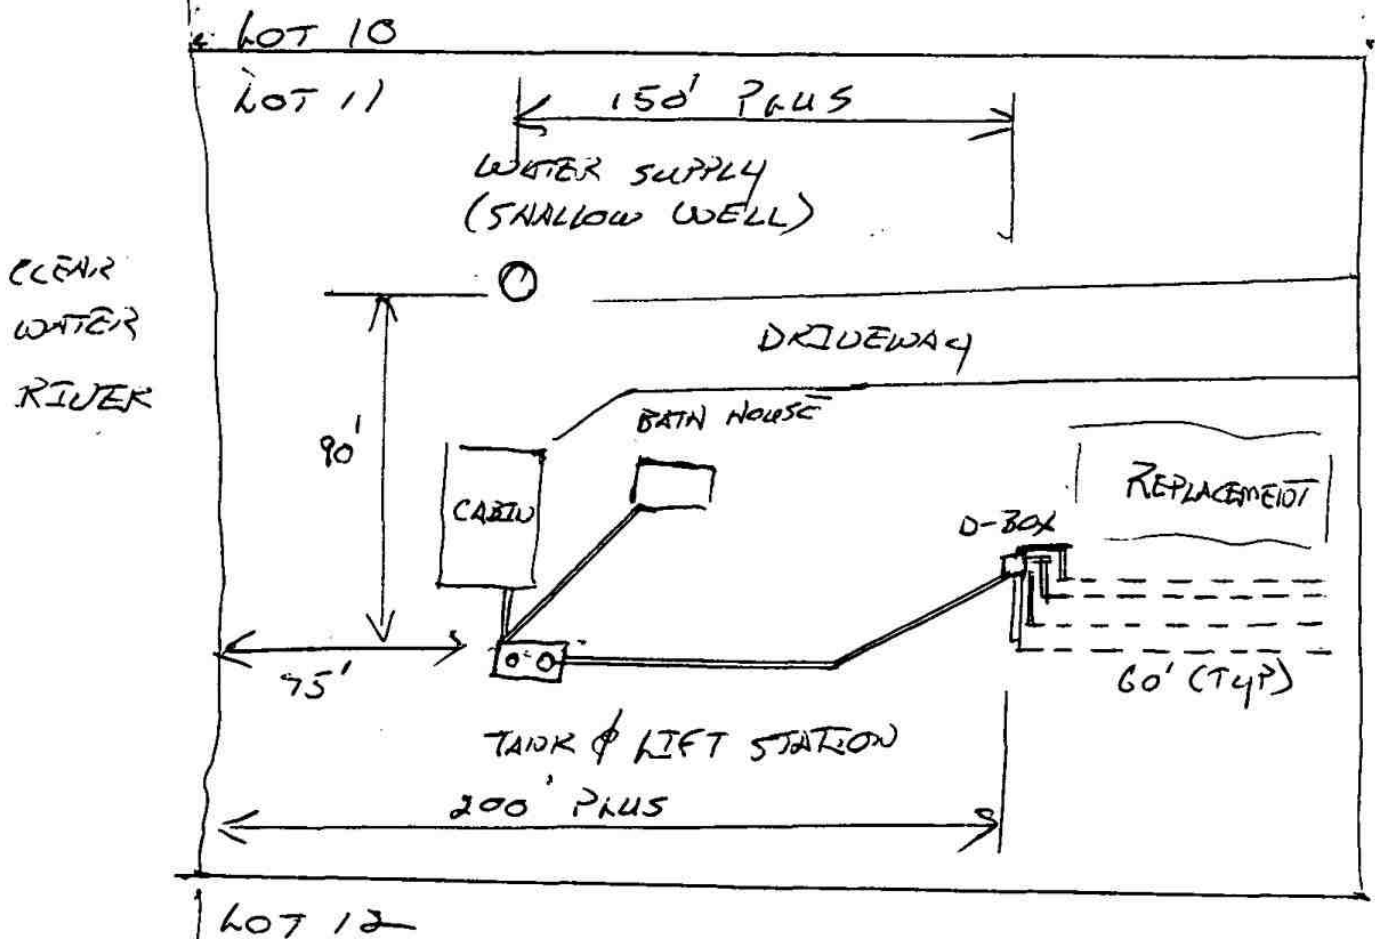 LOT 10
LOT 11
150' PLUS
WATER SUPPLY
(SHALLOW WELL)
CLEAR
WATER
RIVER
DRIVEWAY
BATH HOUSE
90'
CABIN
REPLACEMENT
D-BOX
75'
60' (TYP)
TANK & LIFT STATION
200' PLUS
LOT 12